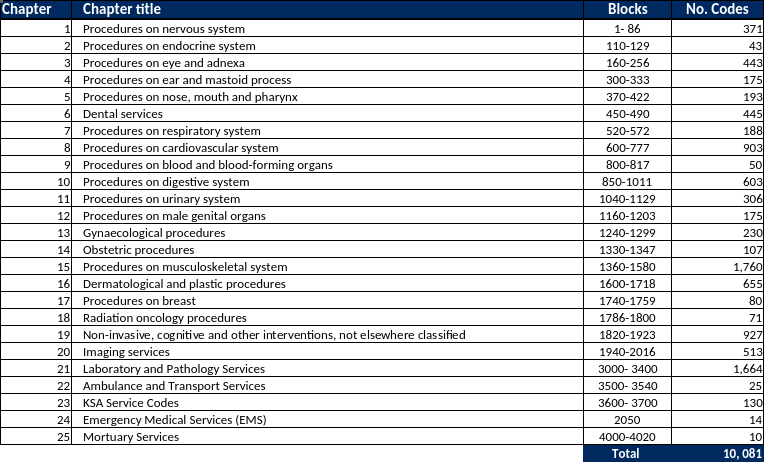 Chapter Chapter title Blocks No. Codes
1 Procedures on nervous system 1- 86 371
2 Procedures on endocrine system 110-129 43
3 Procedures on eye and adnexa 160-256 443
4 Procedures on ear and mastoid process 300-333 175
5 Procedures on nose, mouth and pharynx 370-422 193
6 Dental services 450-490 445
7 Procedures on respiratory system 520-572 188
8 Procedures on cardiovascular system 600-777 903
9 Procedures on blood and blood-forming organs 800-817 50
10 Procedures on digestive system 850-1011 603
11 Procedures on urinary system 1040-1129 306
12 Procedures on male genital organs 1160-1203 175
13 Gynaecological procedures 1240-1299 230
14 Obstetric procedures 1330-1347 107
15 Procedures on musculoskeletal system 1360-1580 1,760
16 Dermatological and plastic procedures 1600-1718 655
17 Procedures on breast 1740-1759 80
18 Radiation oncology procedures 1786-1800 71
19 Non-invasive, cognitive and other interventions, not elsewhere classified 1820-1923 927
20 Imaging services 1940-2016 513
21 Laboratory and Pathology Services 3000- 3400 1,664
22 Ambulance and Transport Services 3500- 3540 25
23 KSA Service Codes 3600- 3700 130
24 Emergency Medical Services (EMS) 2050 14
25 Mortuary Services 4000-4020 10
Total 10, 081